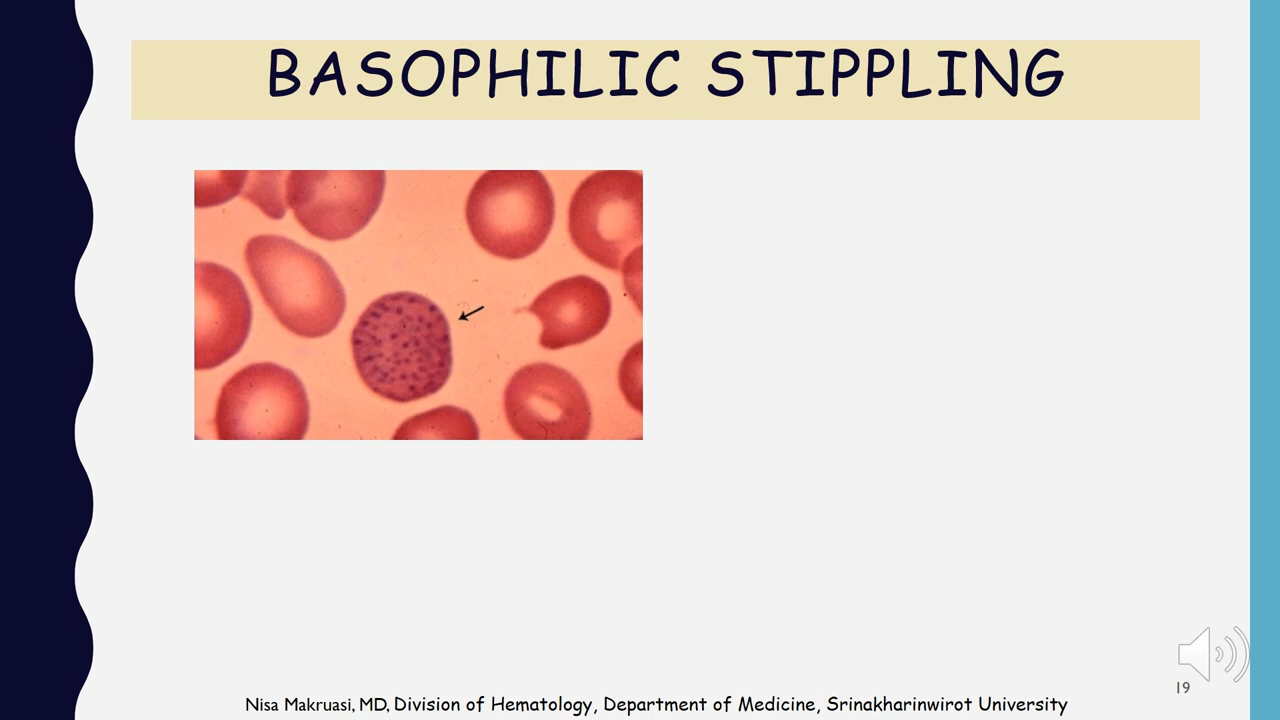 BASOPHILIC STIPPLING
19
Nisa Makruasi, MD, Division of Hematology, Department of Medicine, Srinakharinwirot University